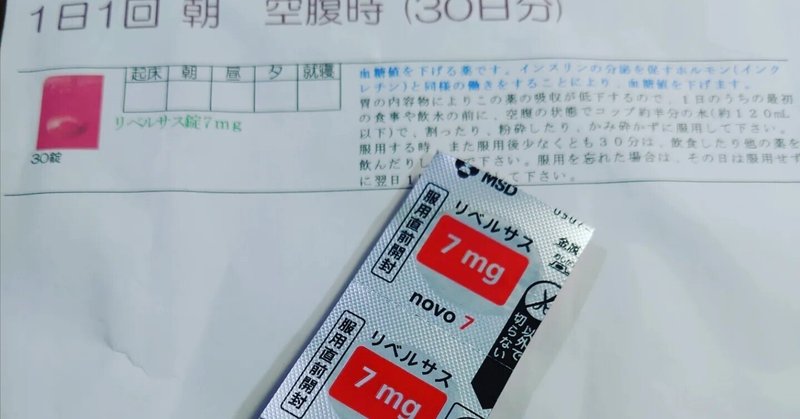 1日1回 朝 空腹時 (30日分)
起床 朝 昼 夕 就寝
リベルサス錠7mg
30錠
血糖値を下げる薬です。インスリンの分泌を促すホルモン(インク
レチン)と同様の働きをすることにより、血糖値を下げます。
胃の内容物によりこの薬の吸収が低下するので、1日のうちの最初
の食事や飲水の前に、空腹の状態でコップ約半分の水(約120mL
以下)で、割ったり、粉砕したり、かみ砕かずに服用して下さい。
服用する時、また服用後少なくとも30分は、飲食したり他の薬を
飲んだりし で下さい。服用を忘れた場合は、その日は服用せず
に翌日1 して下さい。
MSD
リベルサス
7 mg
服用直前開封
novo 7
以外で
切らない
リベルサス
7 mg
服用直前開封